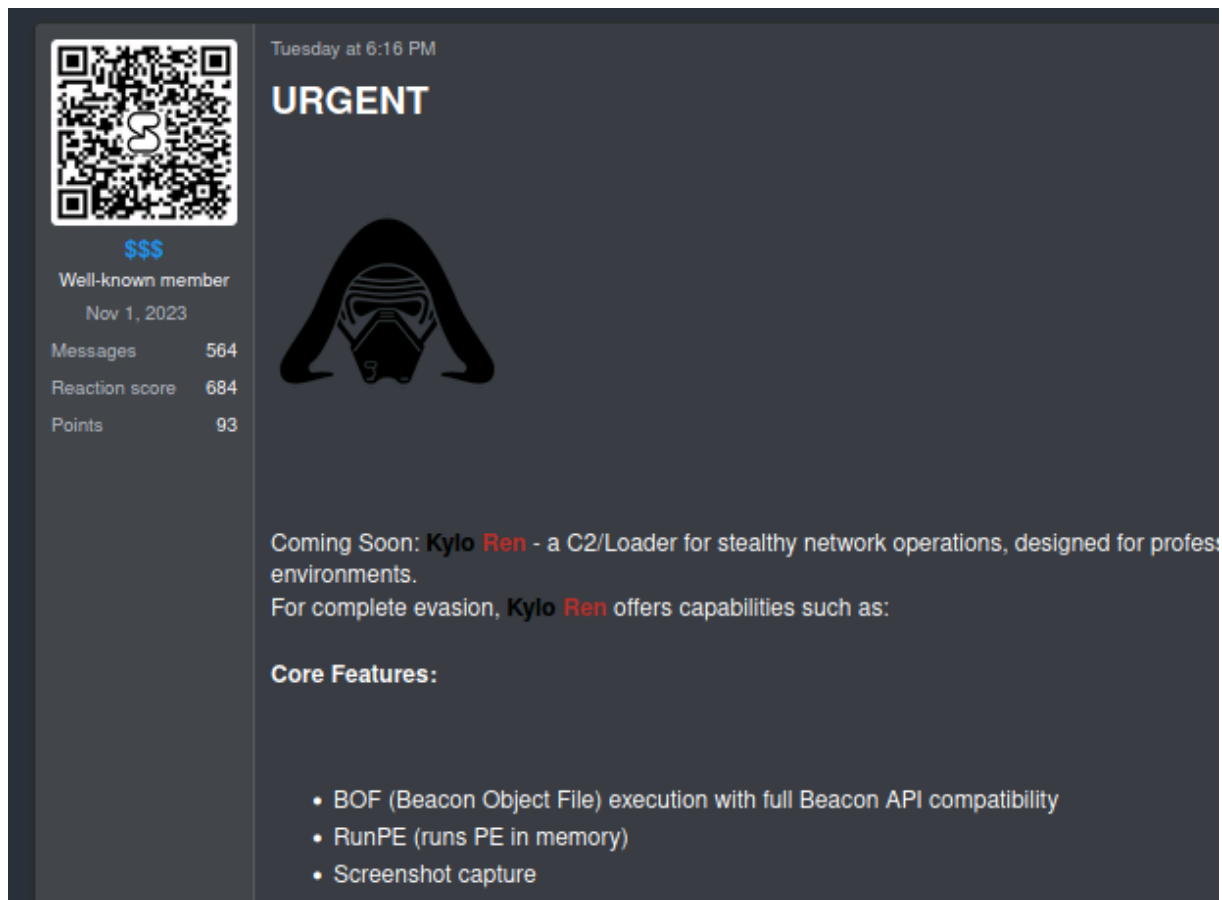 Tuesday at 6:16 PM
URGENT
$$$
Well-known member
Nov 1, 2023
Messages 564
Reaction score 684
Points 93
Coming Soon: Kylo Ren - a C2/Loader for stealthy network operations, designed for
environments.
For complete evasion, Kylo Ren offers capabilities such as:
Core Features:
• BOF (Beacon Object File) execution with full Beacon API compatibility
• RunPE (runs PE in memory)
• Screenshot capture